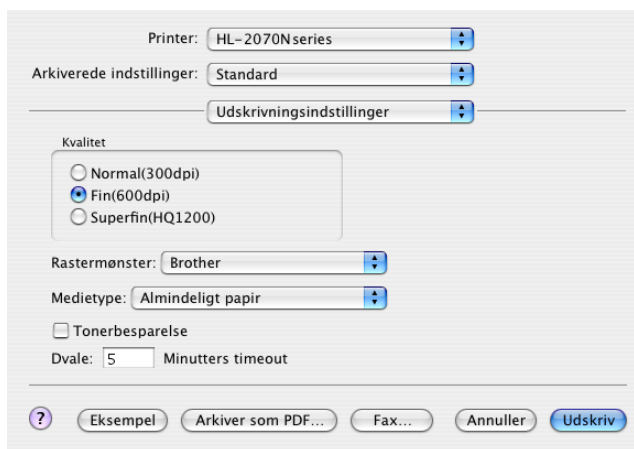 Printer: HL-2070N series
Arkiverede indstillinger: Standard
Udskrivningsindstillinger
Kvalitet
Normal(300dpi)
Fin(600dpi)
Superfin(HQ1200)
Rastermønster: Brother
Medietype: Almindeligt papir
Tonerbesparelse
Dvale: 5 Minutters timeout
? Eksempel Arkiver som PDF... Fax... Annuller Udskriv